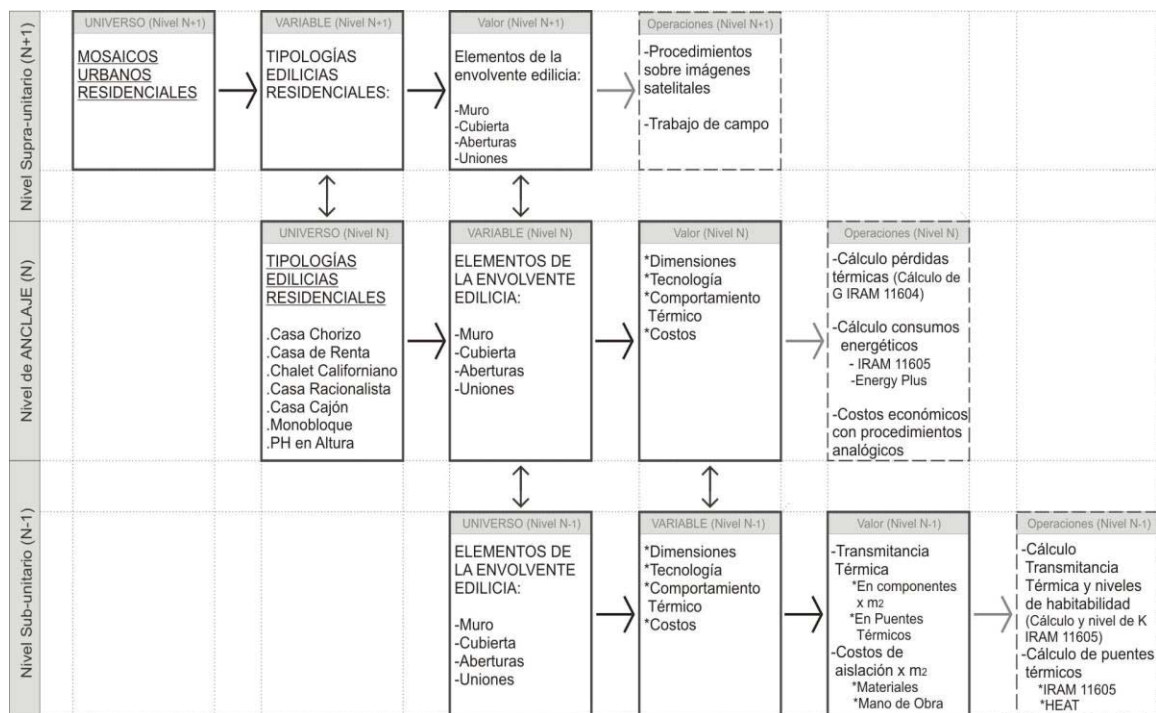 Nivel Supra-unitario (N+1)
UNIVERSO (Nivel N+1)
MOSAICOS
URBANOS
RESIDENCIALES
VARIABLE (Nivel N+1)
TIPOLOGÍAS
EDILICIAS
RESIDENCIALES:
Valor (Nivel N+1)
Elementos de la
envolvente edilicia:
-Muro
-Cubierta
-Aberturas
-Uniones
Operaciones (Nivel N+1)
-Procedimientos
sobre imágenes
satelitales
-Trabajo de campo
Nivel de ANCLAJE (N)
UNIVERSO (Nivel N)
TIPOLOGÍAS
EDILICIAS
RESIDENCIALES
.Casa Chorizo
.Casa de Renta
.Chalet Californiano
.Casa Racionalista
.Casa Cajón
.Monobloque
.PH en Altura
VARIABLE (Nivel N)
ELEMENTOS DE
LA ENVOLVENTE
EDILICIA:
-Muro
-Cubierta
-Aberturas
-Uniones
Valor (Nivel N)
*Dimensiones
*Tecnología
*Comportamiento
Térmico
*Costos
Operaciones (Nivel N)
-Cálculo pérdidas
térmicas (Cálculo de
G IRAM 11604)
-Cálculo consumos
energéticos
- IRAM 11605
-Energy Plus
-Costos económicos
con procedimientos
analógicos
Nivel Sub-unitario (N-1)
UNIVERSO (Nivel N-1)
ELEMENTOS DE
LA ENVOLVENTE
EDILICIA:
-Muro
-Cubierta
-Aberturas
-Uniones
VARIABLE (Nivel N-1)
*Dimensiones
*Tecnología
*Comportamiento
Térmico
*Costos
Valor (Nivel N-1)
-Transmitancia
Térmica
*En componentes
x m2
*En Puentes
Térmicos
-Costos de
aislación x m2
*Materiales
*Mano de Obra
Operaciones (Nivel N-1)
-Cálculo
Transmitancia
Térmica y niveles
de habitabilidad
(Cálculo y nivel de K
IRAM 11605)
-Cálculo de puentes
térmicos
*IRAM 11605
*HEAT